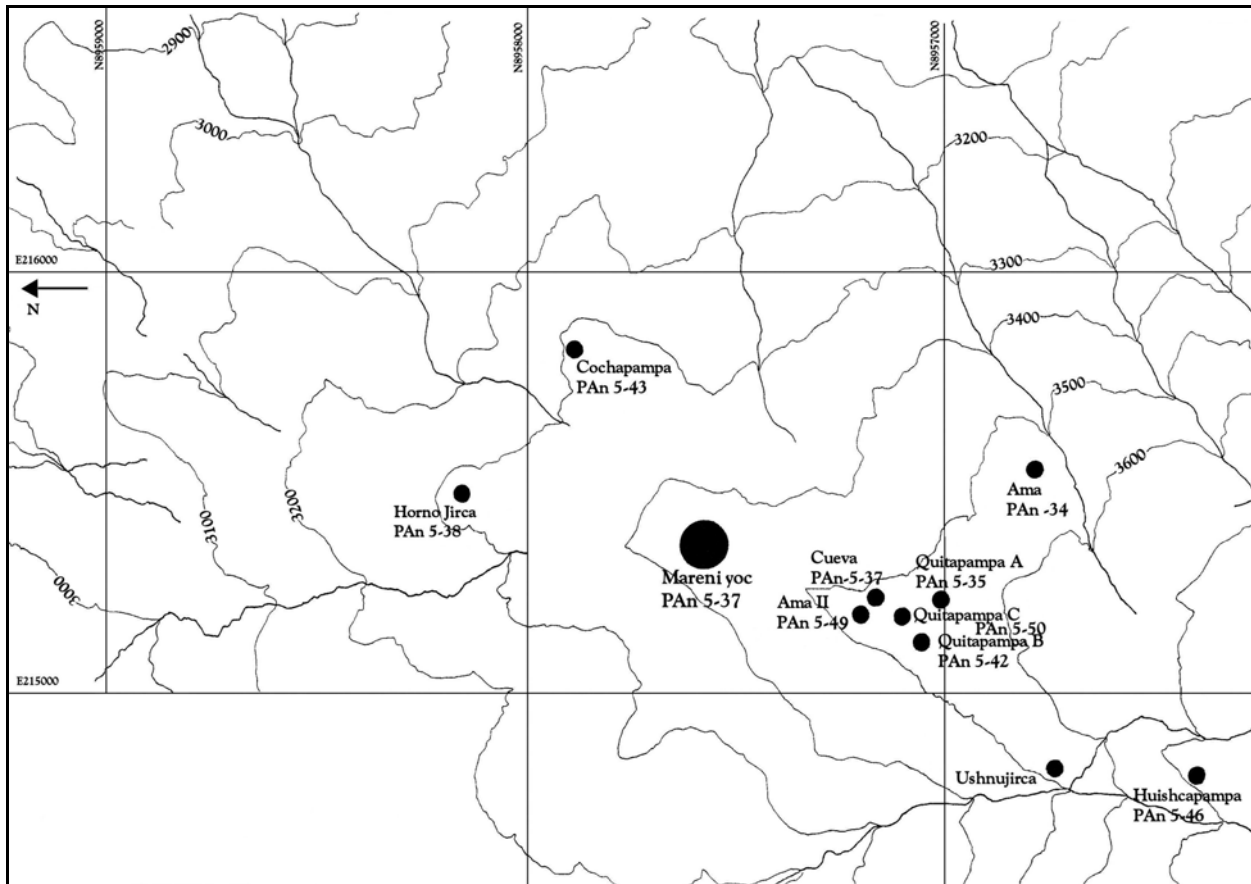 N8959000
N8958000
N8957000
2900
3000
3200
E216000
3300
N
3400
Cochapampa
PAn 5-43
3500
3600
Ama
PAn -34
Horno Jirca
PAn 5-38
3200
3100
3000
Mareni yoc
PAn 5-37
Cueva
PAn-5-37
Quitapampa A
PAn 5-35
Ama II
PAn 5-49
Quitapampa C
PAn 5-50
Quitapampa B
PAn 5-42
E215000
Ushnujirca
Huishcapampa
PAn 5-46